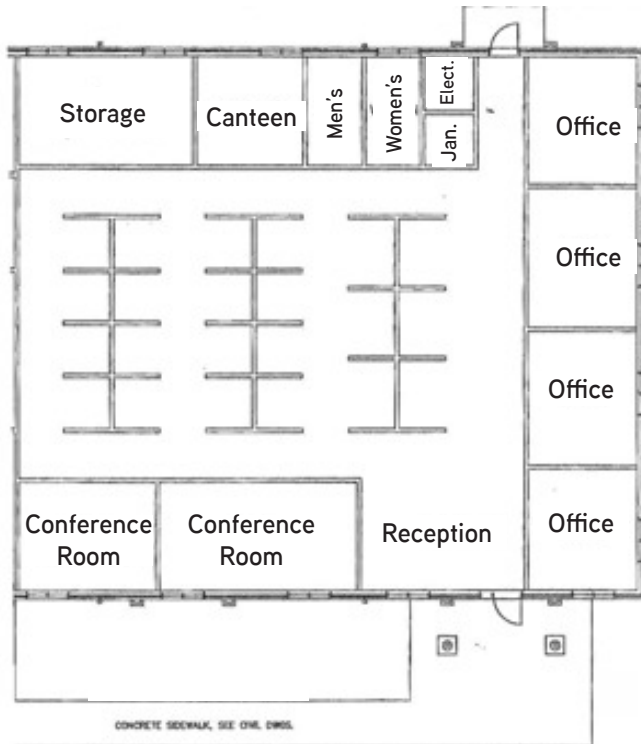 Storage
Canteen
Men's
Women's
Elect.
Jan.
Office
Office
Office
Office
Conference
Room
Conference
Room
Reception
CONCRETE SIDEWALK, SEE CIVIL DWGS.